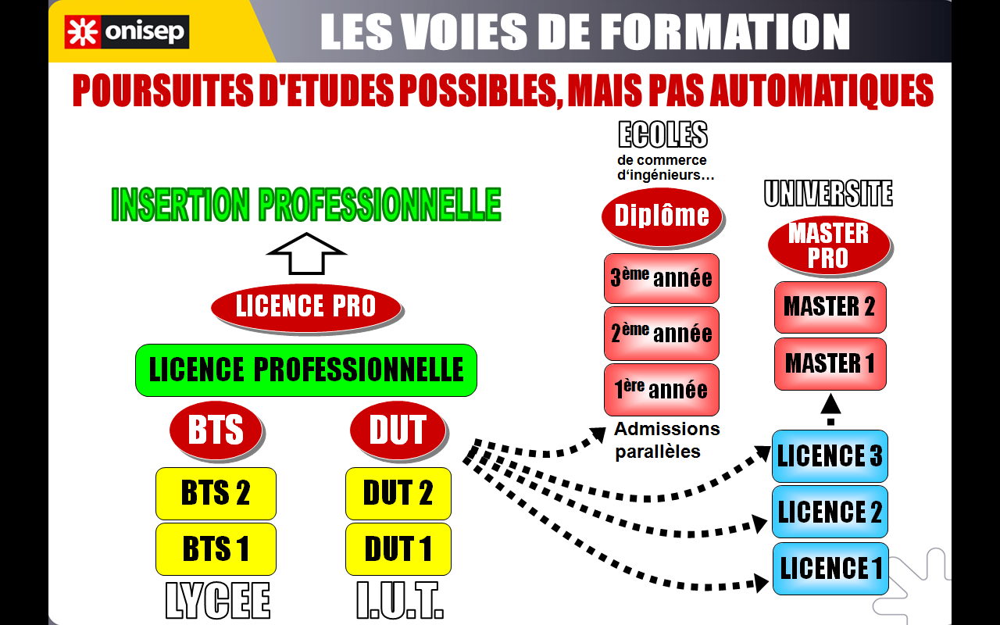 onisep
LES VOIES DE FORMATION
POURSUITES D'ETUDES POSSIBLES, MAIS PAS AUTOMATIQUES
INSERTION PROFESSIONNELLE
LICENCE PRO
LICENCE PROFESSIONNELLE
BTS
BTS 2
BTS 1
LYCEE
DUT
DUT 2
DUT 1
I.U.T.
ECOLES
de commerce
d‘ingénieurs…
Diplôme
3ème année
2ème année
1ère année
Admissions
parallèles
UNIVERSITE
MASTER
PRO
MASTER 2
MASTER 1
LICENCE 3
LICENCE 2
LICENCE 1